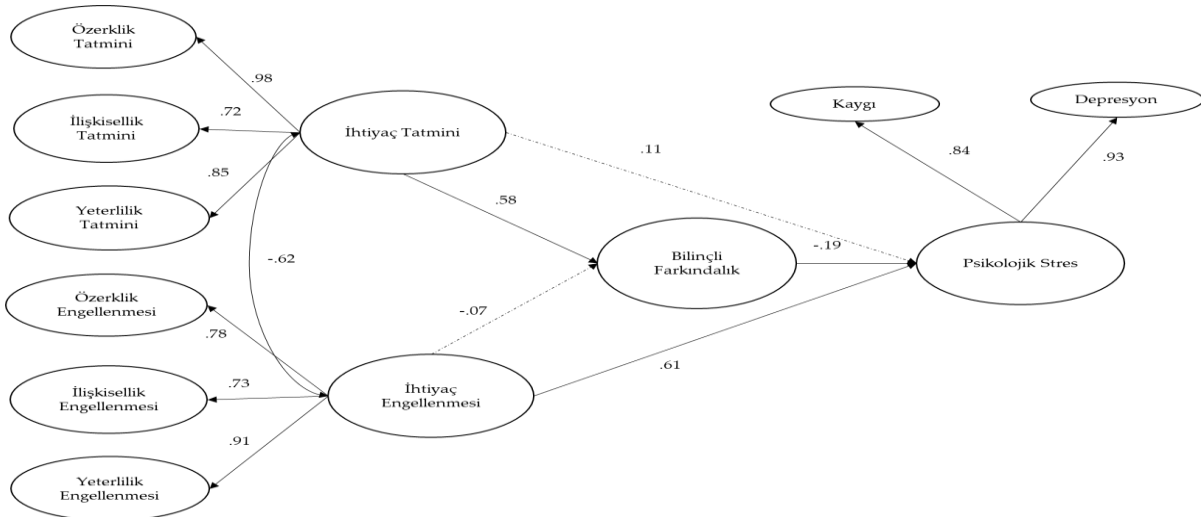 Özerklik
Tatmini
.98
İlişkisellik
Tatmini
.72
İhtiyaç Tatmini
Kaygı
Depresyon
.11
.84
.93
.85
Yeterlilik
Tatmini
.58
-.62
Bilinçli
Farkındalık
-.19
Psikolojik Stres
Özerklik
Engellenmesi
-.07
.78
.61
İlişkisellik
Engellenmesi
.73
İhtiyaç
Engellenmesi
.91
Yeterlilik
Engellenmesi